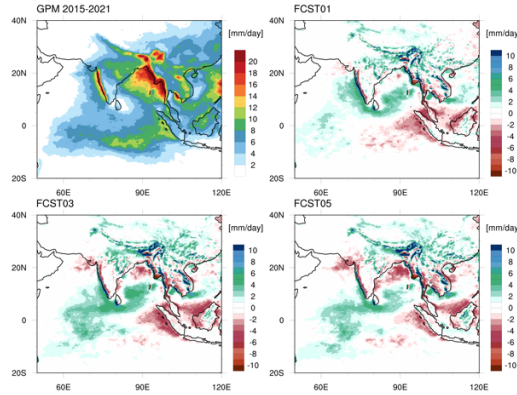 GPM 2015-2021
[mm/day]
40N
20N
0
20S
60E
90E
120E
20
18
16
14
12
10
8
6
4
2
FCST01
[mm/day]
40N
20N
0
20S
60E
90E
120E
10
8
6
4
2
0
-2
-4
-6
-8
-10
FCST03
[mm/day]
40N
20N
0
20S
60E
90E
120E
10
8
6
4
2
0
-2
-4
-6
-8
-10
FCST05
[mm/day]
40N
20N
0
20S
60E
90E
120E
10
8
6
4
2
0
-2
-4
-6
-8
-10